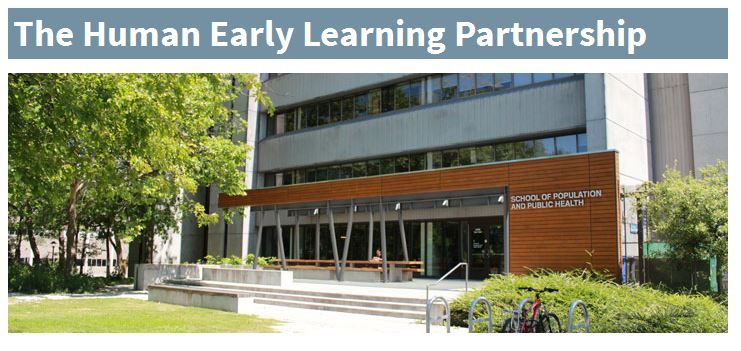 The Human Early Learning Partnership
SCHOOL OF POPULATION
AND PUBLIC HEALTH